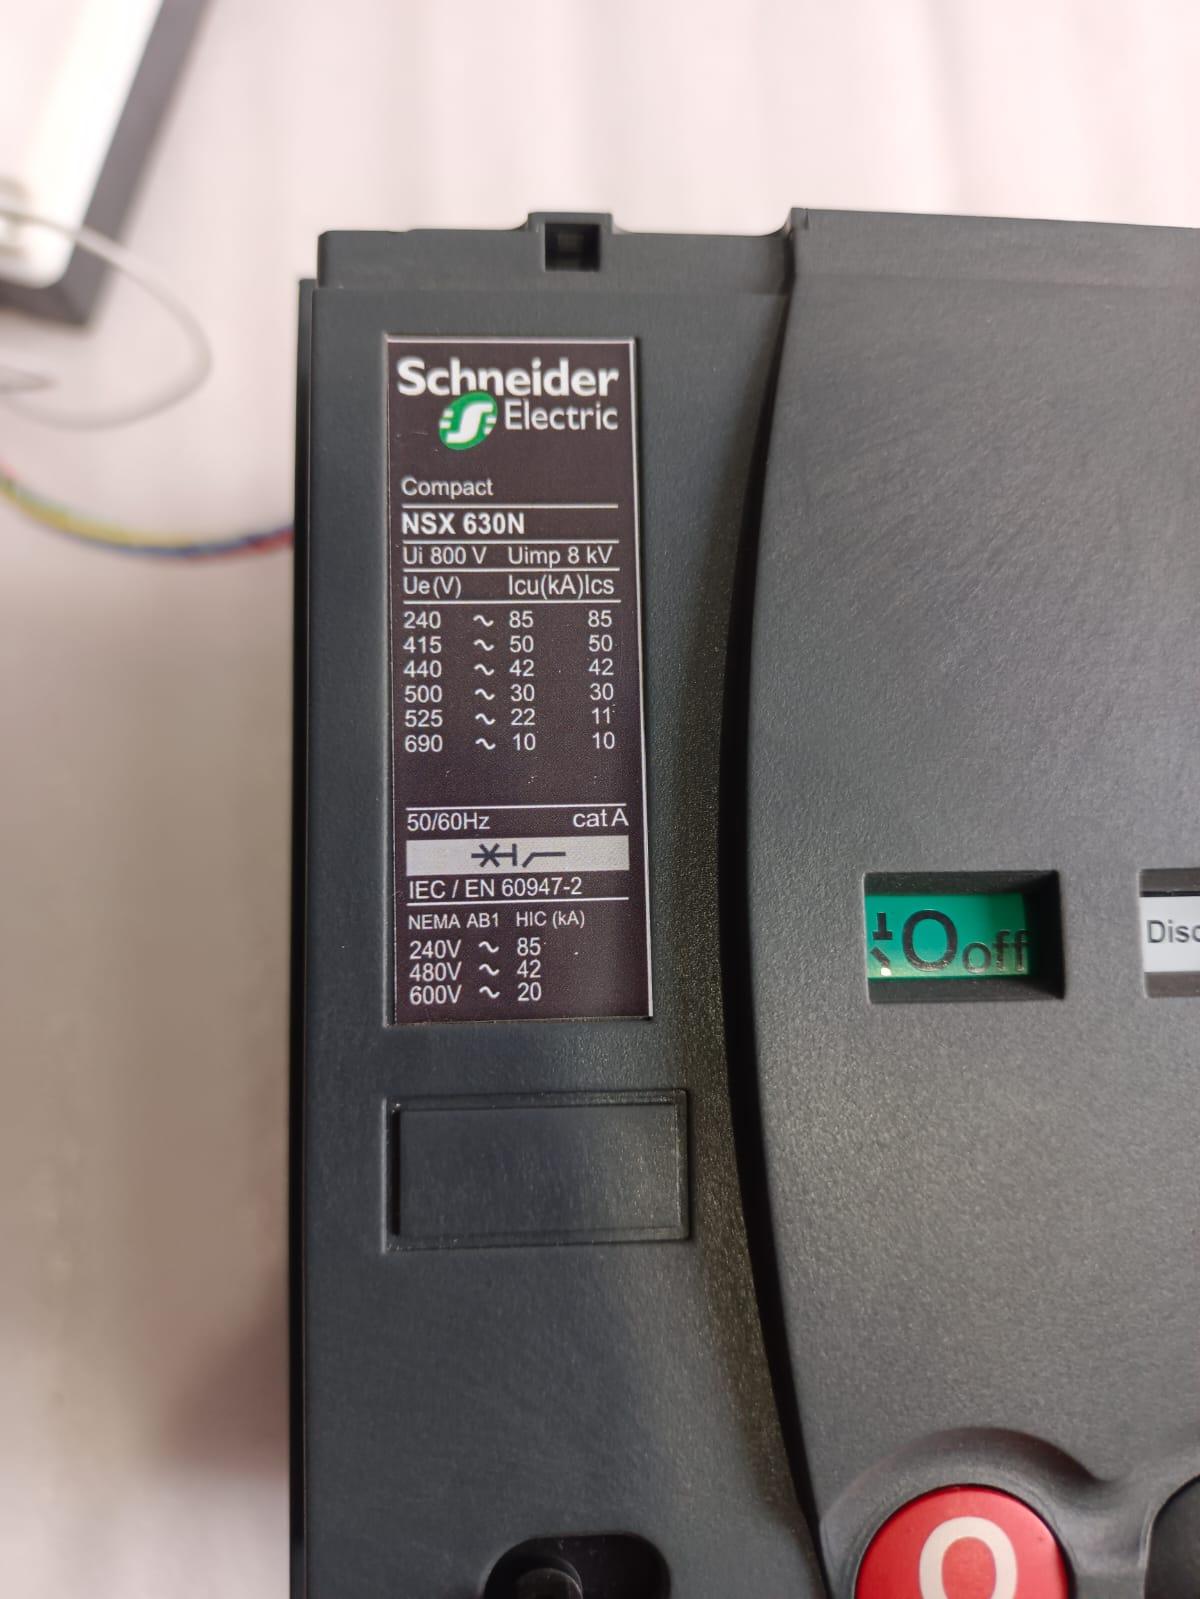 Schneider
Electric
Compact
NSX 630N
Ui 800 V Uimp 8 kV
Ue(V) Icu(kA)Ics
240 ~ 85 85
415 ~ 50 50
440 ~ 42 42
500 ~ 30 30
525 ~ 22 11
690 ~ 10 10
50/60Hz cat A
IEC / EN 60947-2
NEMA AB1 HIC (kA)
240V ~ 85
480V ~ 42
600V ~ 20
O off
Disc
O